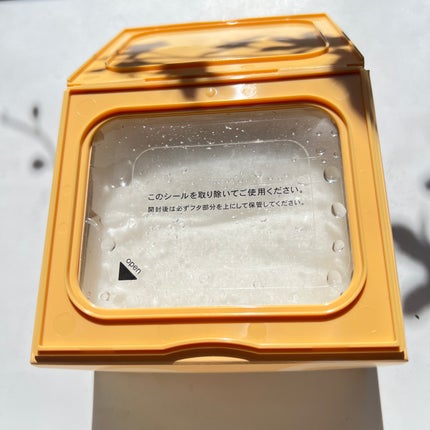 このシールを取り除いてご使用ください。
開封後は必ずフタ部分を上にして保管してください。
open